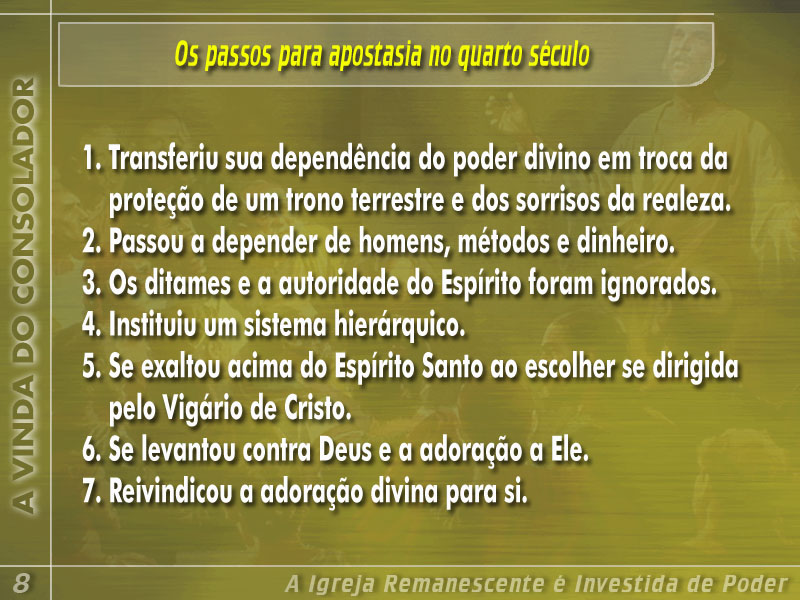 Os passos para apostasia no quarto século
A VINDA DO CONSOLADOR
1. Transferiu sua dependência do poder divino em troca da
proteção de um trono terrestre e dos sorrisos da realeza.
2. Passou a depender de homens, métodos e dinheiro.
3. Os ditames e a autoridade do Espírito foram ignorados.
4. Instituiu um sistema hierárquico.
5. Se exaltou acima do Espírito Santo ao escolher se dirigida
pelo Vigário de Cristo.
6. Se levantou contra Deus e a adoração a Ele.
7. Reivindicou a adoração divina para si.
8
A Igreja Remanescente é Investida de Poder